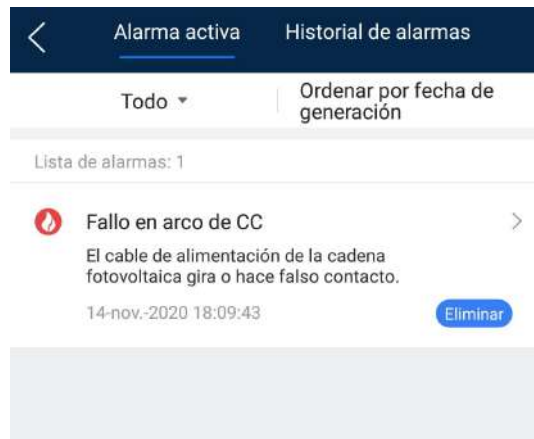 Alarma activa
Historial de alarmas
Todo
Ordenar por fecha de
generación
Lista de alarmas: 1
Fallo en arco de CC
El cable de alimentación de la cadena
fotovoltaica gira o hace falso contacto.
14-nov.-2020 18:09:43
Eliminar